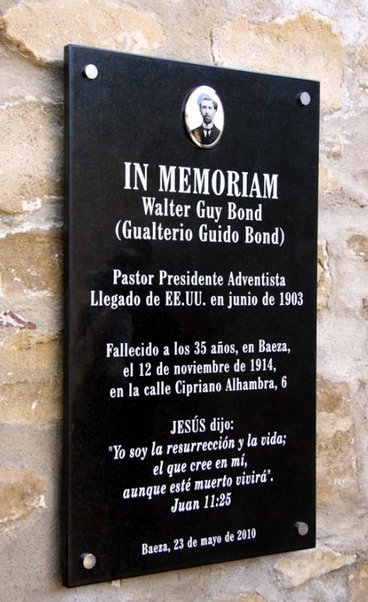 IN MEMORIAM
Walter Guy Bond
(Gualterio Guido Bond)
Pastor Presidente Adventista
Llegado de EE.UU. en junio de 1903
Fallecido a los 35 años, en Baeza,
el 12 de noviembre de 1914,
en la calle Cipriano Alhambra, 6
JESÚS dijo:
"Yo soy la resurrección y la vida;
el que cree en mí,
aunque esté muerto vivirá".
Juan 11:25
Baeza, 23 de mayo de 2010